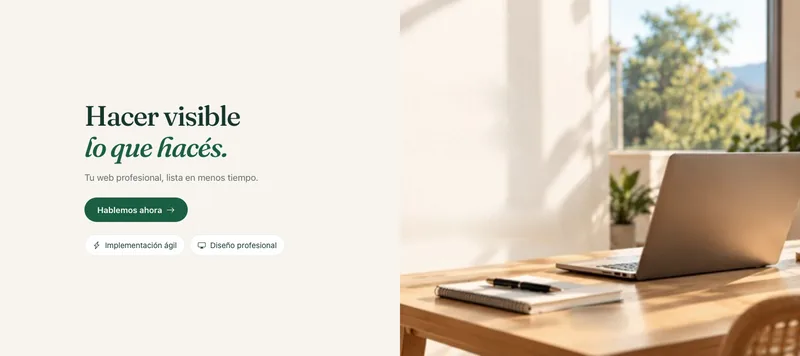 Hacer visible
lo que hacés.
Tu web profesional, lista en menos tiempo.
Hablemos ahora →
Implementación ágil
Diseño profesional